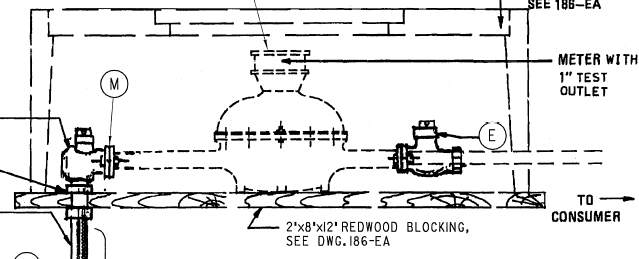 SEE 186-EA
METER WITH
1" TEST
OUTLET
M
E
TO
CONSUMER
2"x8"x12" REDWOOD BLOCKING,
SEE DWG.186-EA